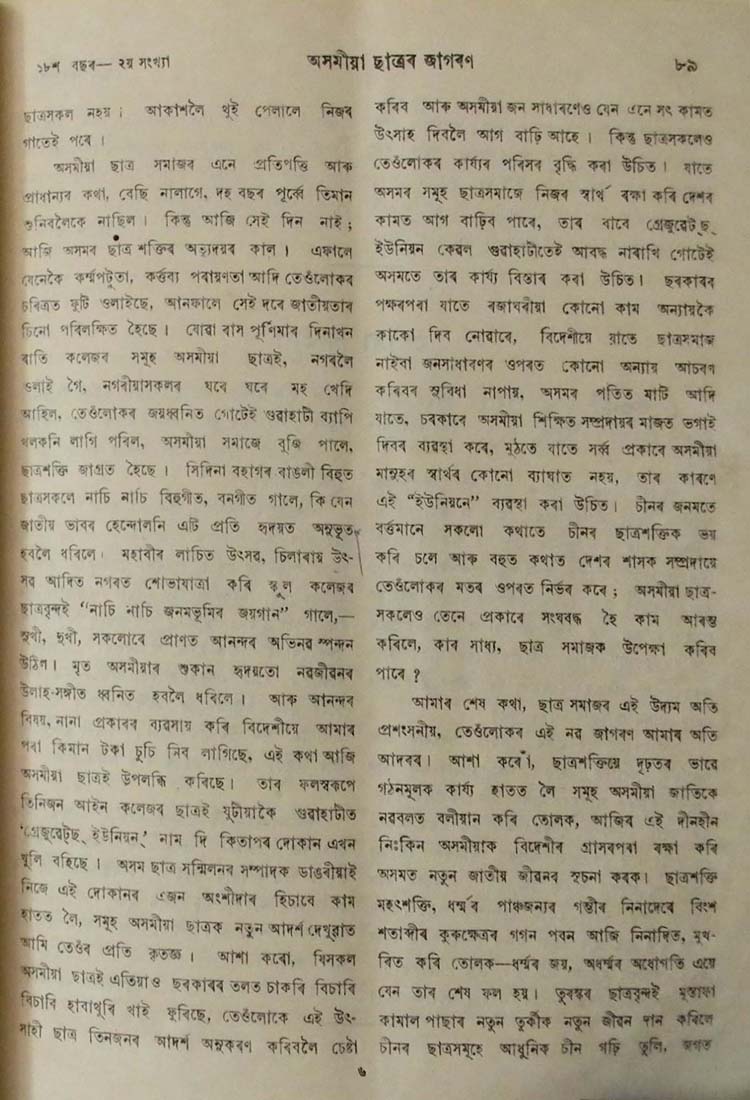 ১৮শ বছৰ— ২য় সংখ্যা
অসমীয়া ছাত্ৰৰ জাগৰণ
৮৯
ছাত্ৰসকল নহয়; আকাশলৈ থুই পেলালে নিজৰ
গাতেই পৰে।
অসমীয়া ছাত্ৰ সমাজৰ এনে প্ৰতিপত্তি আৰু
প্ৰাধান্যৰ কথা, বেছি নালাগে, দহ বছৰ পূৰ্ব্বে তিমান
শুনিবলৈকে নাছিল। কিন্তু আজি সেই দিন নাই;
আজি অসমৰ ছাত্ৰ শক্তিৰ অভ্যুদয়ৰ কাল। এফালে
যেনেকৈ কৰ্ম্মপটুতা, কৰ্ত্তব্য পৰায়ণতা আদি তেওঁলোকৰ
চৰিত্ৰত ফুটি ওলাইছে, আনফালে সেই দৰে জাতীয়তাৰ
চিনো পৰিলক্ষিত হৈছে। যোৱা ৰাস পূৰ্ণিমাৰ দিনাখন
ৰাতি কলেজৰ সমূহ অসমীয়া ছাত্ৰই, নগৰলৈ
ওলাই গৈ, নগৰীয়াসকলৰ ঘৰে ঘৰে মহ খেদি
আহিল, তেওঁলোকৰ জয়ধ্বনিত গোটেই গুৱাহাটী ব্যাপি
খলকনি লাগি পৰিল, অসমীয়া সমাজে বুজি পালে,
ছাত্ৰশক্তি জাগ্ৰত হৈছে। সিদিনা বহাগৰ বাঙলী বিহুত
ছাত্ৰসকলে নাচি নাচি বিহুগীত, বনগীত গালে, কি যেন
জাতীয় ভাবৰ হেন্দোলনি এটি প্ৰতি হৃদয়ত অনুভূত
হবলৈ ধৰিলে। মহাবীৰ লাচিত উৎসৱ, চিলাৰায় উৎ-
সৱ আদিত নগৰত শোভাযাত্ৰা কৰি স্কুল কলেজৰ
ছাত্ৰবৃন্দই “নাচি নাচি জনমভূমিৰ জয়গান” গালে,—
সুখী, দুখী, সকলোৰে প্ৰাণত আনন্দৰ অভিনৱ স্পন্দন
উঠিল। মৃত অসমীয়াৰ শুকান হৃদয়তো নৱজীৱনৰ
উলাহ-সঙ্গীত ধ্বনিত হবলৈ ধৰিলে। আৰু আনন্দৰ
বিষয়, নানা প্ৰকাৰৰ ব্যৱসায় কৰি বিদেশীয়ে আমাৰ
পৰা কিমান টকা চুচি নিব লাগিছে, এই কথা আজি
অসমীয়া ছাত্ৰই উপলব্ধি কৰিছে। তাৰ ফলস্বৰূপে
তিনিজন আইন কলেজৰ ছাত্ৰই যুটীয়াকৈ গুৱাহাটীত
‘গ্ৰেজুৱেট্‌ছ্ ইউনিয়ন্’ নাম দি কিতাপৰ দোকান এখন
খুলি বহিছে। অসম ছাত্ৰ সন্মিলনৰ সম্পাদক ডাঙৰীয়াই
নিজে এই দোকানৰ এজন অংশীদাৰ হিচাবে কাম
হাতত লৈ, সমূহ অসমীয়া ছাত্ৰক নতুন আদৰ্শ দেখুৱাত
আমি তেওঁৰ প্ৰতি কৃতজ্ঞ। আশা কৰো, যিসকল
অসমীয়া ছাত্ৰই এতিয়াও ছৰকাৰৰ তলত চাকৰি বিচাৰি
বিচাৰি হাবাথুৰি খাই ফুৰিছে, তেওঁলোকে এই উৎ-
সাহী ছাত্ৰ তিনজনৰ আদৰ্শ অনুকৰণ কৰিবলৈ চেষ্টা
কৰিব আৰু অসমীয়া জন সাধাৰণেও যেন এনে সৎ কামত
উৎসাহ দিবলৈ আগ বাঢ়ি আহে। কিন্তু ছাত্ৰসকলেও
তেওঁলোকৰ কাৰ্য্যৰ পৰিসৰ বৃদ্ধি কৰা উচিত। যাতে
অসমৰ সমূহ ছাত্ৰসমাজে নিজৰ স্বাৰ্থ ৰক্ষা কৰি দেশৰ
কামত আগ বাঢ়িব পাৰে, তাৰ বাবে গ্ৰেজুৱেট্‌ছ্
ইউনিয়ন কেৱল গুৱাহাটীতেই আবদ্ধ নাৰাখি গোটেই
অসমতে তাৰ কাৰ্য্য বিস্তাৰ কৰা উচিত। ছৰকাৰৰ
পক্ষৰপৰা যাতে ৰজাঘৰীয়া কোনো কাম অন্যায়কৈ
কাকো দিব নোৱাৰে, বিদেশীয়ে যাতে ছাত্ৰসমাজ
নাইবা জনসাধাৰণৰ ওপৰত কোনো অন্যায় আচৰণ
কৰিবৰ সুবিধা নাপায়, অসমৰ পতিত মাটি আদি
যাতে, চৰকাৰে অসমীয়া শিক্ষিত সম্প্ৰদায়ৰ মাজত ভগাই
দিবৰ ব্যৱস্থা কৰে, মুঠতে যাতে সৰ্ব্ব প্ৰকাৰে অসমীয়া
মানুহৰ স্বাৰ্থৰ কোনো ব্যাঘাত নহয়, তাৰ কাৰণে
এই “ইউনিয়নে” ব্যৱস্থা কৰা উচিত। চীনৰ জনমতে
বৰ্ত্তমানে সকলো কথাতে চীনৰ ছাত্ৰশক্তিক ভয়
কৰি চলে আৰু বহুত কথাত দেশৰ শাসক সম্প্ৰদায়ে
তেওঁলোকৰ মতৰ ওপৰত নিৰ্ভৰ কৰে; অসমীয়া ছাত্ৰ-
সকলেও তেনে প্ৰকাৰে সংঘবদ্ধ হৈ কাম আৰম্ভ
কৰিলে, কাৰ সাধ্য, ছাত্ৰ সমাজক উপেক্ষা কৰিব
পাৰে ?
আমাৰ শেষ কথা, ছাত্ৰ সমাজৰ এই উদ্যম অতি
প্ৰশংসনীয়, তেওঁলোকৰ এই নৱ জাগৰণ আমাৰ অতি
আদৰৰ। আশা কৰোঁ, ছাত্ৰশক্তিয়ে দৃঢ়তৰ ভাৱে
গঠনমূলক কাৰ্য্য হাতত লৈ সমূহ অসমীয়া জাতিকে
নৱবলত বলীয়ান কৰি তোলক, আজিৰ এই দীনহীন
নিঃকিন অসমীয়াক বিদেশীৰ গ্ৰাসৰপৰা ৰক্ষা কৰি
অসমত নতুন জাতীয় জীৱনৰ সূচনা কৰক। ছাত্ৰশক্তি
মহৎশক্তি, ধৰ্ম্মৰ পাঞ্চজন্যৰ গম্ভীৰ নিনাদেৰে বিংশ
শতাব্দীৰ কুৰুক্ষেত্ৰৰ গগন পবন আজি নিনাদিত, মুখ-
ৰিত কৰি তোলক—ধৰ্ম্মৰ জয়, অধৰ্ম্মৰ অধোগতি এয়ে
যেন তাৰ শেষ ফল হয়। তুৰস্কৰ ছাত্ৰবৃন্দই মুস্তাফা
কামাল পাছাৰ নতুন তুৰ্কীক নতুন জীৱন দান কৰিলে
চীনৰ ছাত্ৰসমূহে আধুনিক চীন গঢ়ি তুলি, জগত
৬